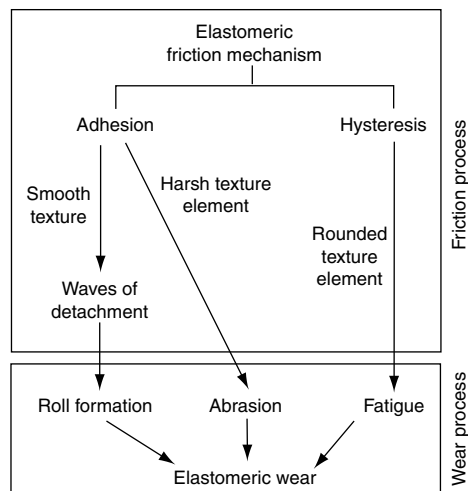 Elastomeric
friction mechanism
Adhesion
Hysteresis
Smooth
texture
Harsh texture
element
Rounded
texture
element
Waves of
detachment
Friction process
Roll formation
Abrasion
Fatigue
Elastomeric wear
Wear process